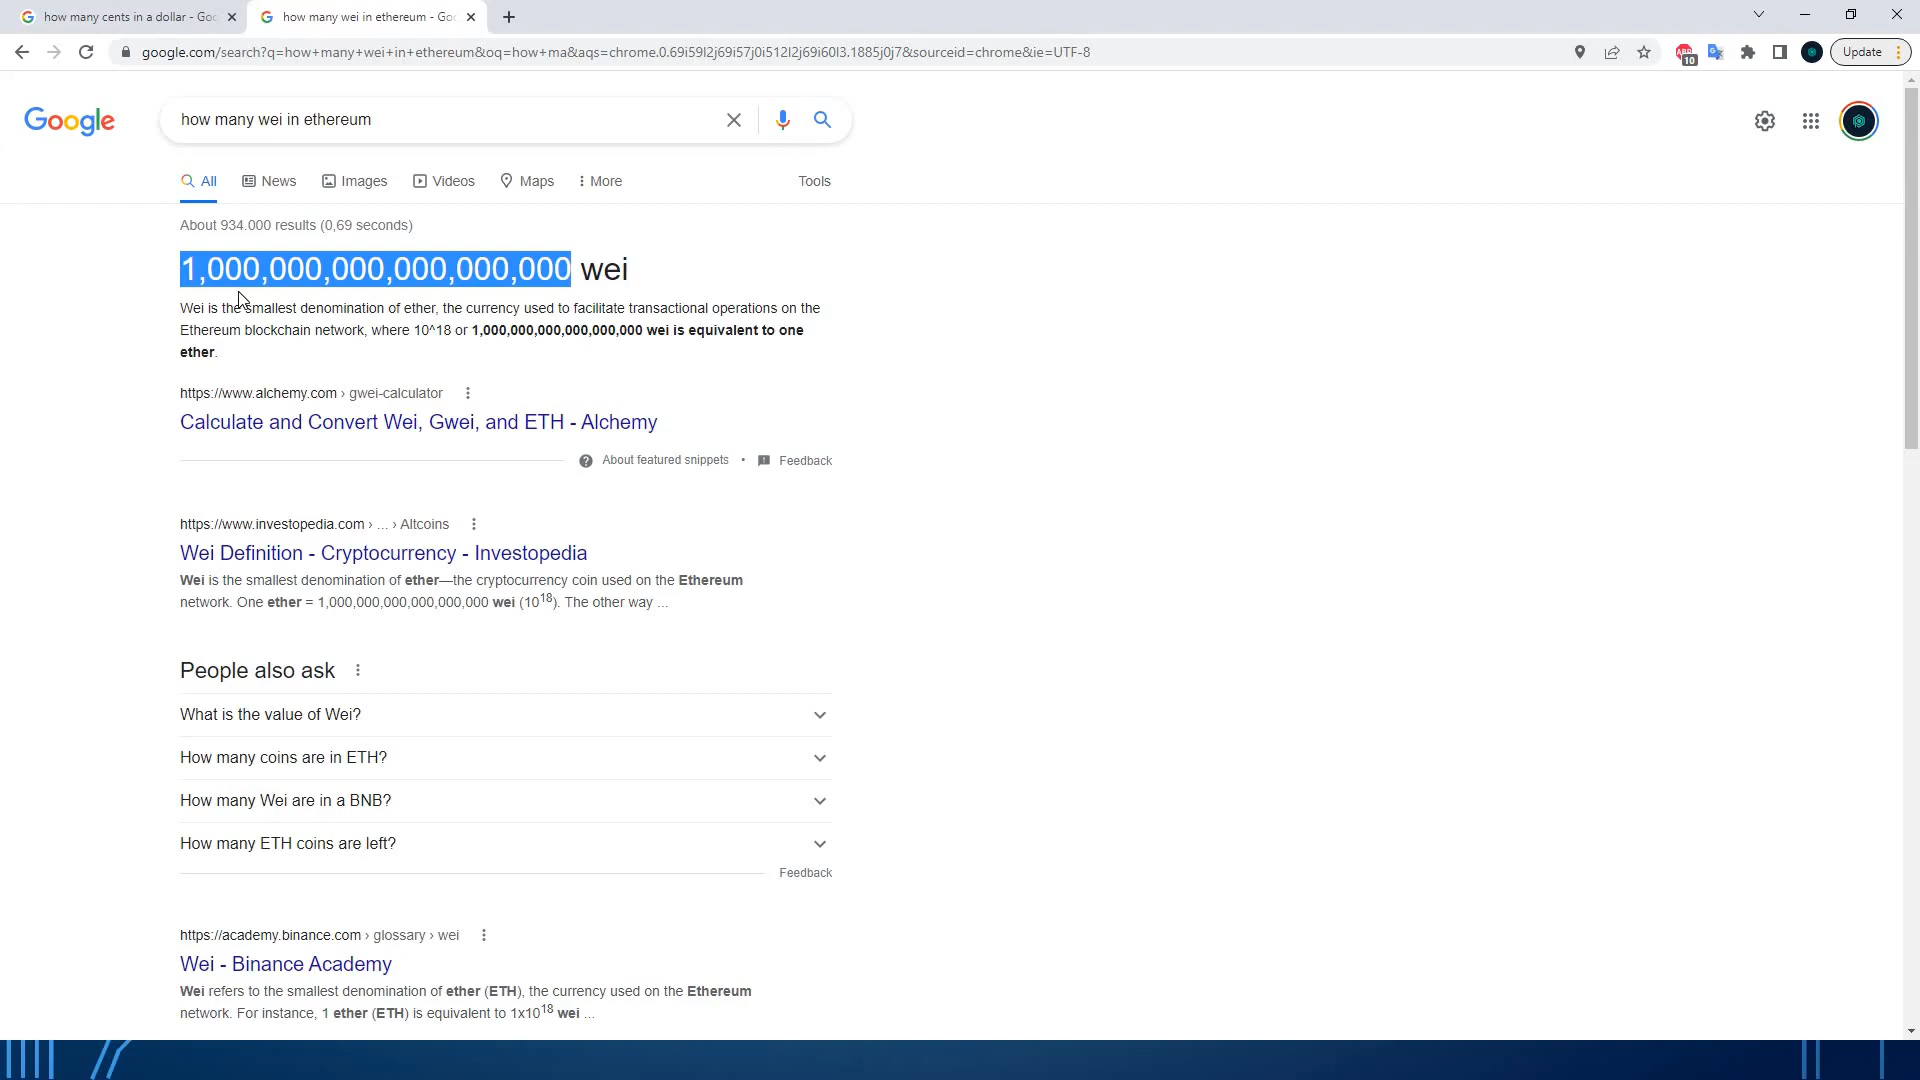 how many cents in a dollar - Goo
how many wei in ethereum - Goo
google.com/search?q=how+many+wei+in+ethereum&oq=how+ma&aqs=chrome.0.69i59l2j69i57j0i512l2j69i60l3.1885j0j7&sourceid=chrome&ie=UTF-8
ABP
10
Update
Google
how many wei in ethereum
All
News
Images
Videos
Maps
More
Tools
About 934.000 results (0,69 seconds)
1,000,000,000,000,000,000 wei
Wei is the smallest denomination of ether, the currency used to facilitate transactional operations on the
Ethereum blockchain network, where 10^18 or 1,000,000,000,000,000,000 wei is equivalent to one
ether.
https://www.alchemy.com › gwei-calculator
Calculate and Convert Wei, Gwei, and ETH - Alchemy
About featured snippets • Feedback
https://www.investopedia.com › ... › Altcoins
Wei Definition - Cryptocurrency - Investopedia
Wei is the smallest denomination of ether—the cryptocurrency coin used on the Ethereum
network. One ether = 1,000,000,000,000,000,000 wei (10^18). The other way ...
People also ask
What is the value of Wei?
How many coins are in ETH?
How many Wei are in a BNB?
How many ETH coins are left?
Feedback
https://academy.binance.com › glossary › wei
Wei - Binance Academy
Wei refers to the smallest denomination of ether (ETH), the currency used on the Ethereum
network. For instance, 1 ether (ETH) is equivalent to 1x10^18 wei ...